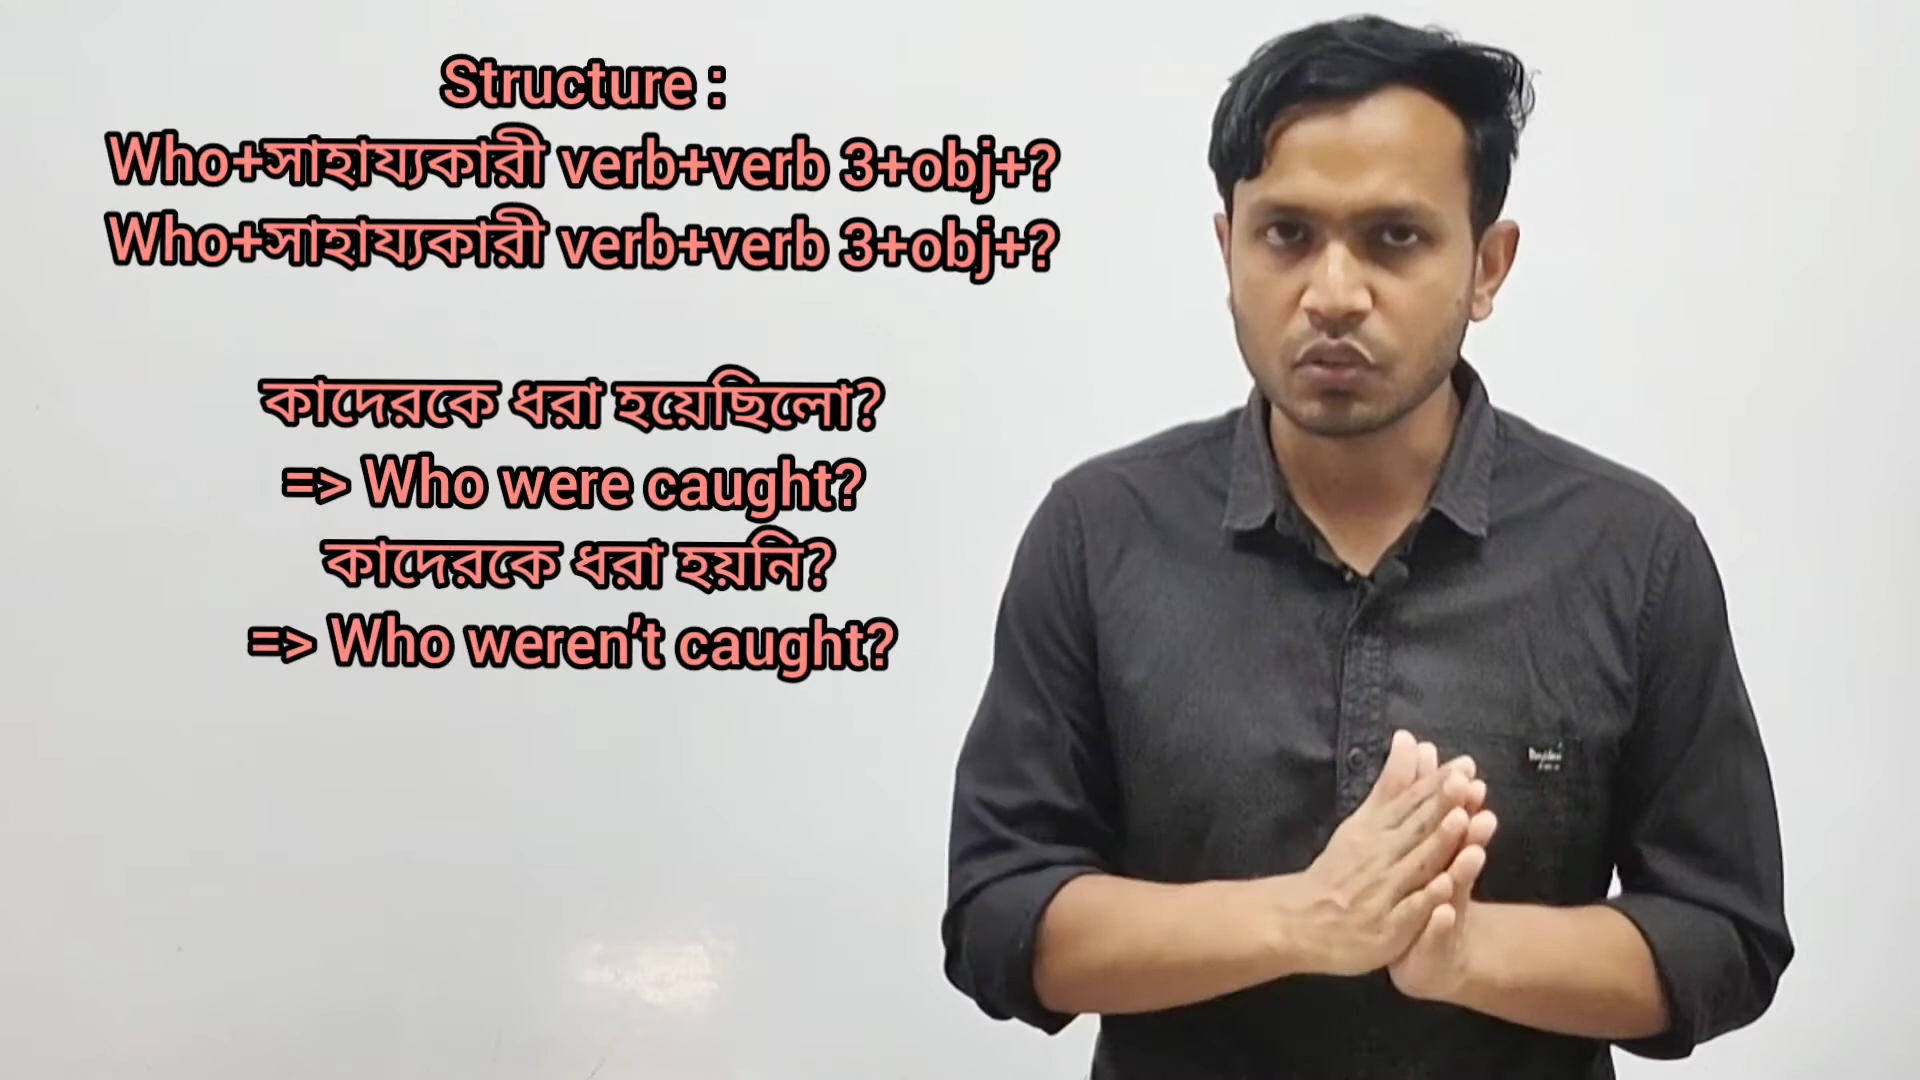 Structure :
Who+সাহায্যকারী verb+verb 3+obj+?
Who+সাহায্যকারী verb+verb 3+obj+?
কাদেরকে ধরা হয়েছিলো?
=> Who were caught?
কাদেরকে ধরা হয়নি?
=> Who weren't caught?